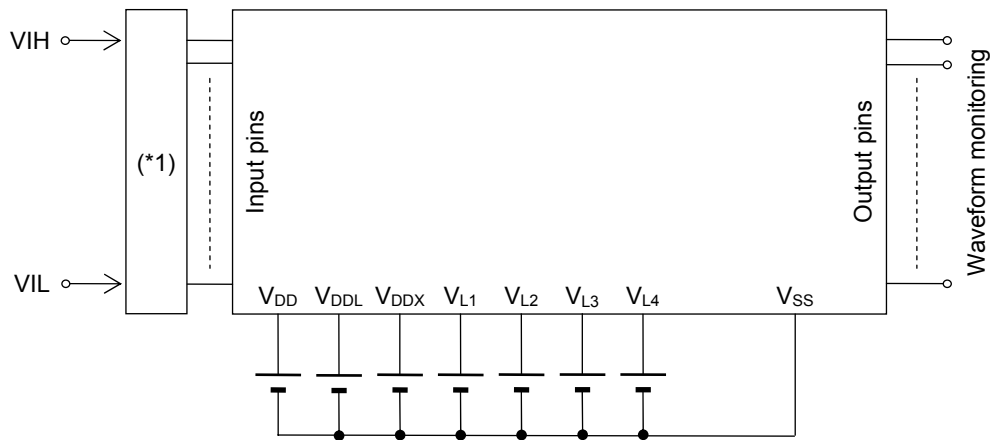 VIH
(*1)
VIL
Input pins
Output pins
Waveform monitoring
VDD VDDL VDDX VL1 VL2 VL3 VL4 VSS